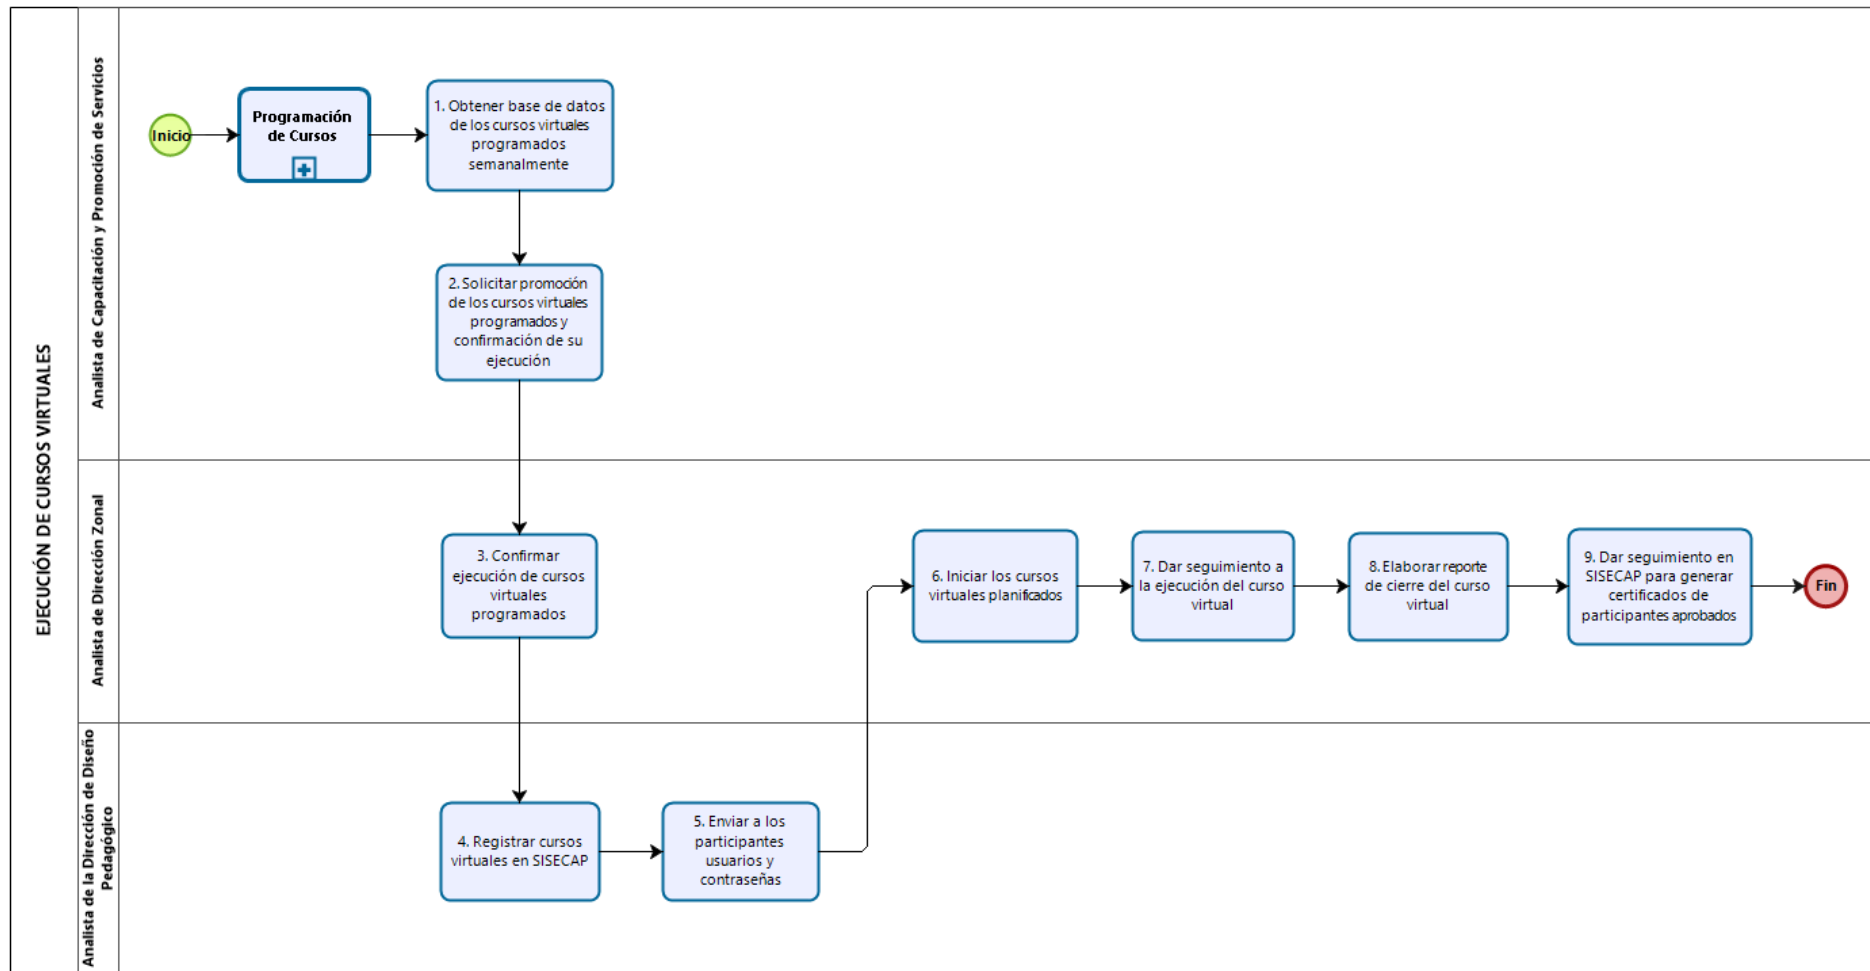 EJECUCIÓN DE CURSOS VIRTUALES
Analista de Capacitación y Promoción de Servicios
Inicio
Programación
de Cursos
1. Obtener base de datos
de los cursos virtuales
programados
semanalmente
2. Solicitar promoción
de los cursos virtuales
programados y
confirmación de su
ejecución
Analista de Dirección Zonal
3. Confirmar
ejecución de cursos
virtuales
programados
6. Iniciar los cursos
virtuales planificados
7. Dar seguimiento a
la ejecución del curso
virtual
8. Elaborar reporte
de cierre del curso
virtual
9. Dar seguimiento en
SISECAP para generar
certificados de
participantes aprobados
Fin
Analista de la Dirección de Diseño
Pedagógico
4. Registrar cursos
virtuales en SISECAP
5. Enviar a los
participantes
usuarios y
contraseñas